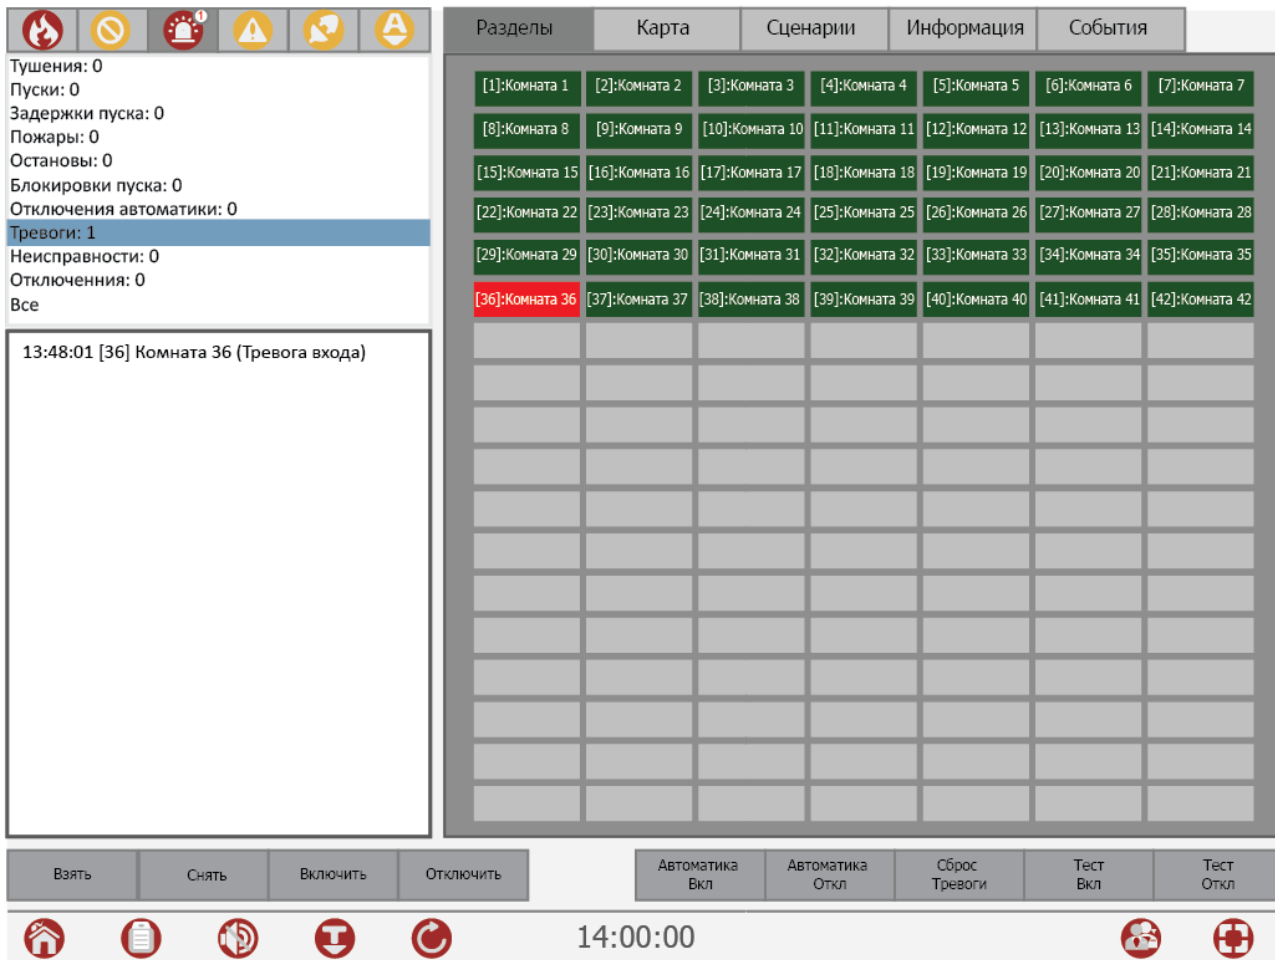 1
Разделы Карта Сценарии Информация События
Тушения: 0
Пуски: 0
Задержки пуска: 0
Пожары: 0
Остановы: 0
Блокировки пуска: 0
Отключения автоматики: 0
Тревоги: 1
Неисправности: 0
Отключенния: 0
Все
13:48:01 [36] Комната 36 (Тревога входа)
[1]:Комната 1 [2]:Комната 2 [3]:Комната 3 [4]:Комната 4 [5]:Комната 5 [6]:Комната 6 [7]:Комната 7
[8]:Комната 8 [9]:Комната 9 [10]:Комната 10 [11]:Комната 11 [12]:Комната 12 [13]:Комната 13 [14]:Комната 14
[15]:Комната 15 [16]:Комната 16 [17]:Комната 17 [18]:Комната 18 [19]:Комната 19 [20]:Комната 20 [21]:Комната 21
[22]:Комната 22 [23]:Комната 23 [24]:Комната 24 [25]:Комната 25 [26]:Комната 26 [27]:Комната 27 [28]:Комната 28
[29]:Комната 29 [30]:Комната 30 [31]:Комната 31 [32]:Комната 32 [33]:Комната 33 [34]:Комната 34 [35]:Комната 35
[36]:Комната 36 [37]:Комната 37 [38]:Комната 38 [39]:Комната 39 [40]:Комната 40 [41]:Комната 41 [42]:Комната 42
Взять Снять Включить Отключить
Автоматика Вкл
Автоматика Откл
Сброс Тревоги
Тест Вкл
Тест Откл
14:00:00